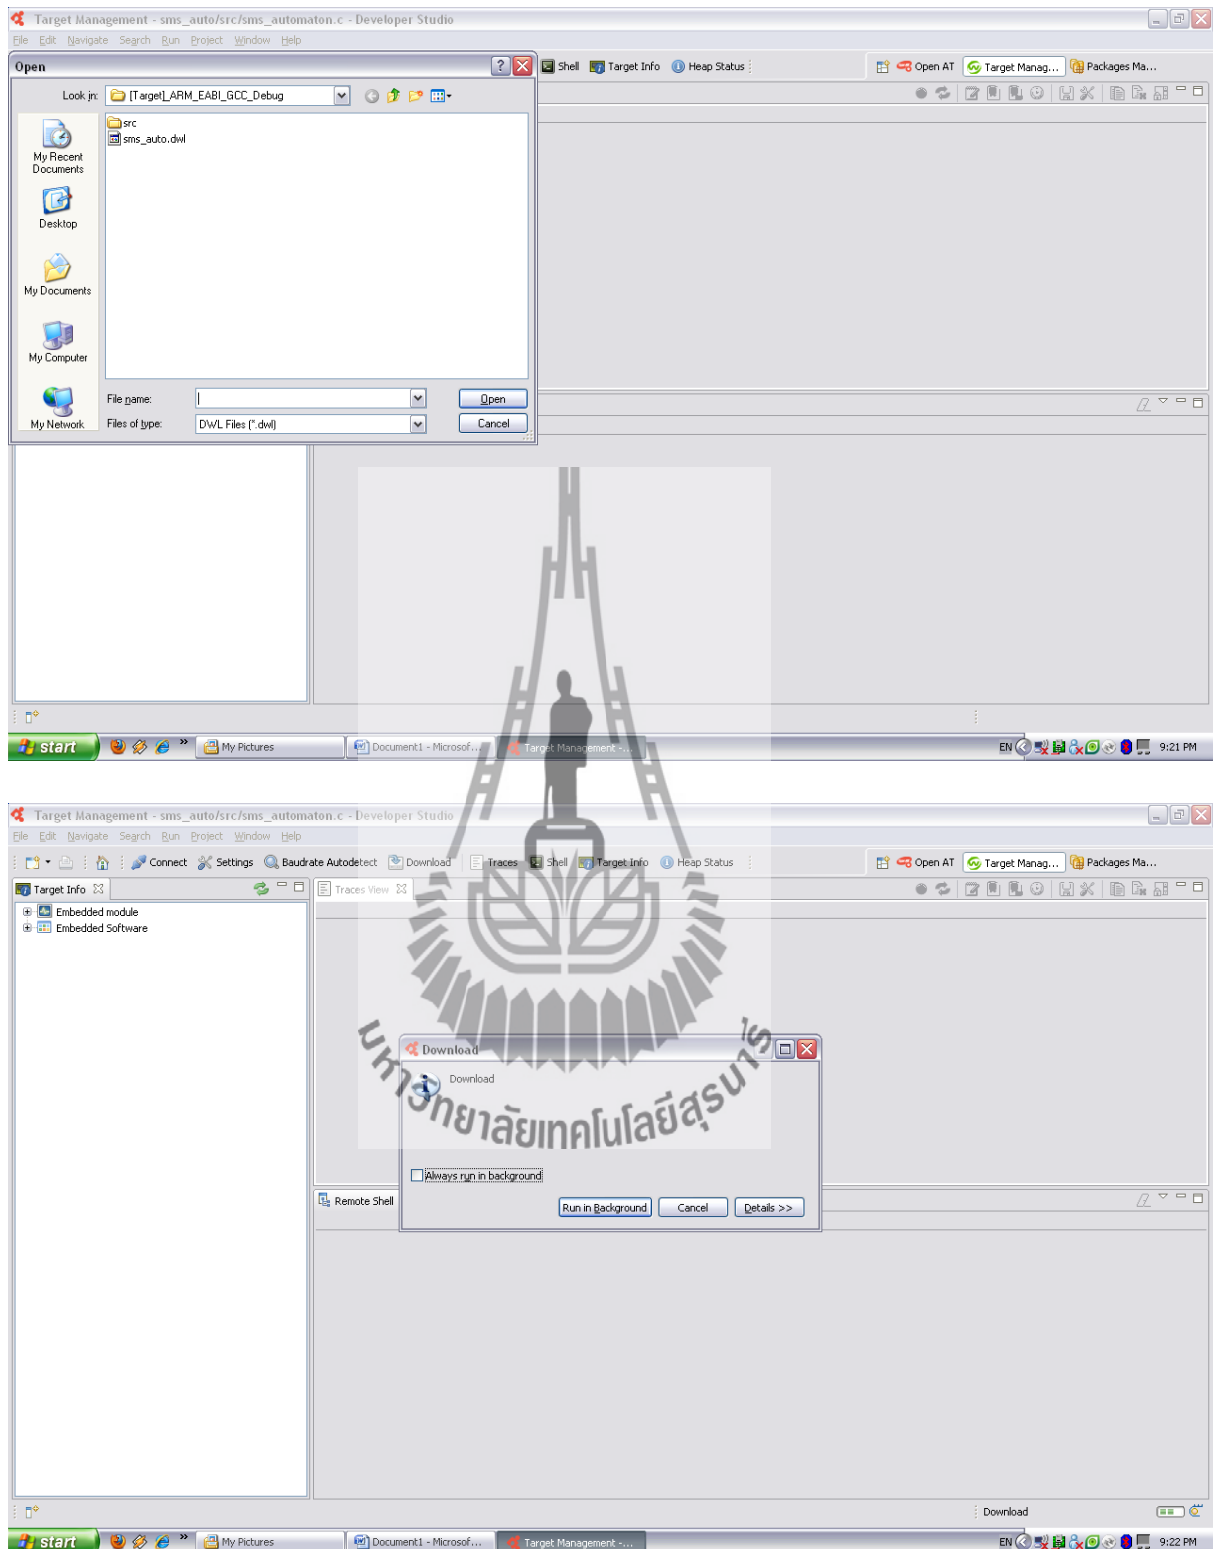 Target Management - sms_auto/src/sms_automaton.c - Developer Studio
File Edit Navigate Search Run Project Window Help
Open
Shell Target Info Heap Status
Open AT Target Manag... Packages Ma...
Look in: [Target]_ARM_EABI_GCC_Debug
src
sms_auto.dwl
My Recent Documents
Desktop
My Documents
My Computer
My Network
File name: Open
Files of type: DWL Files (*.dwl) Cancel
start My Pictures Document1 - Microsof... Target Management -... EN 9:21 PM
Target Management - sms_auto/src/sms_automaton.c - Developer Studio
File Edit Navigate Search Run Project Window Help
Connect Settings Baudrate Autodetect Download Traces Shell Target Info Heap Status
Open AT Target Manag... Packages Ma...
Target Info Traces View
Embedded module
Embedded Software
Download
Download
Always run in background
Run in Background Cancel Details >>
Remote Shell
มหาวิทยาลัยเทคโนโลยีสุรนารี
Download
start My Pictures Document1 - Microsof... Target Management -... EN 9:22 PM